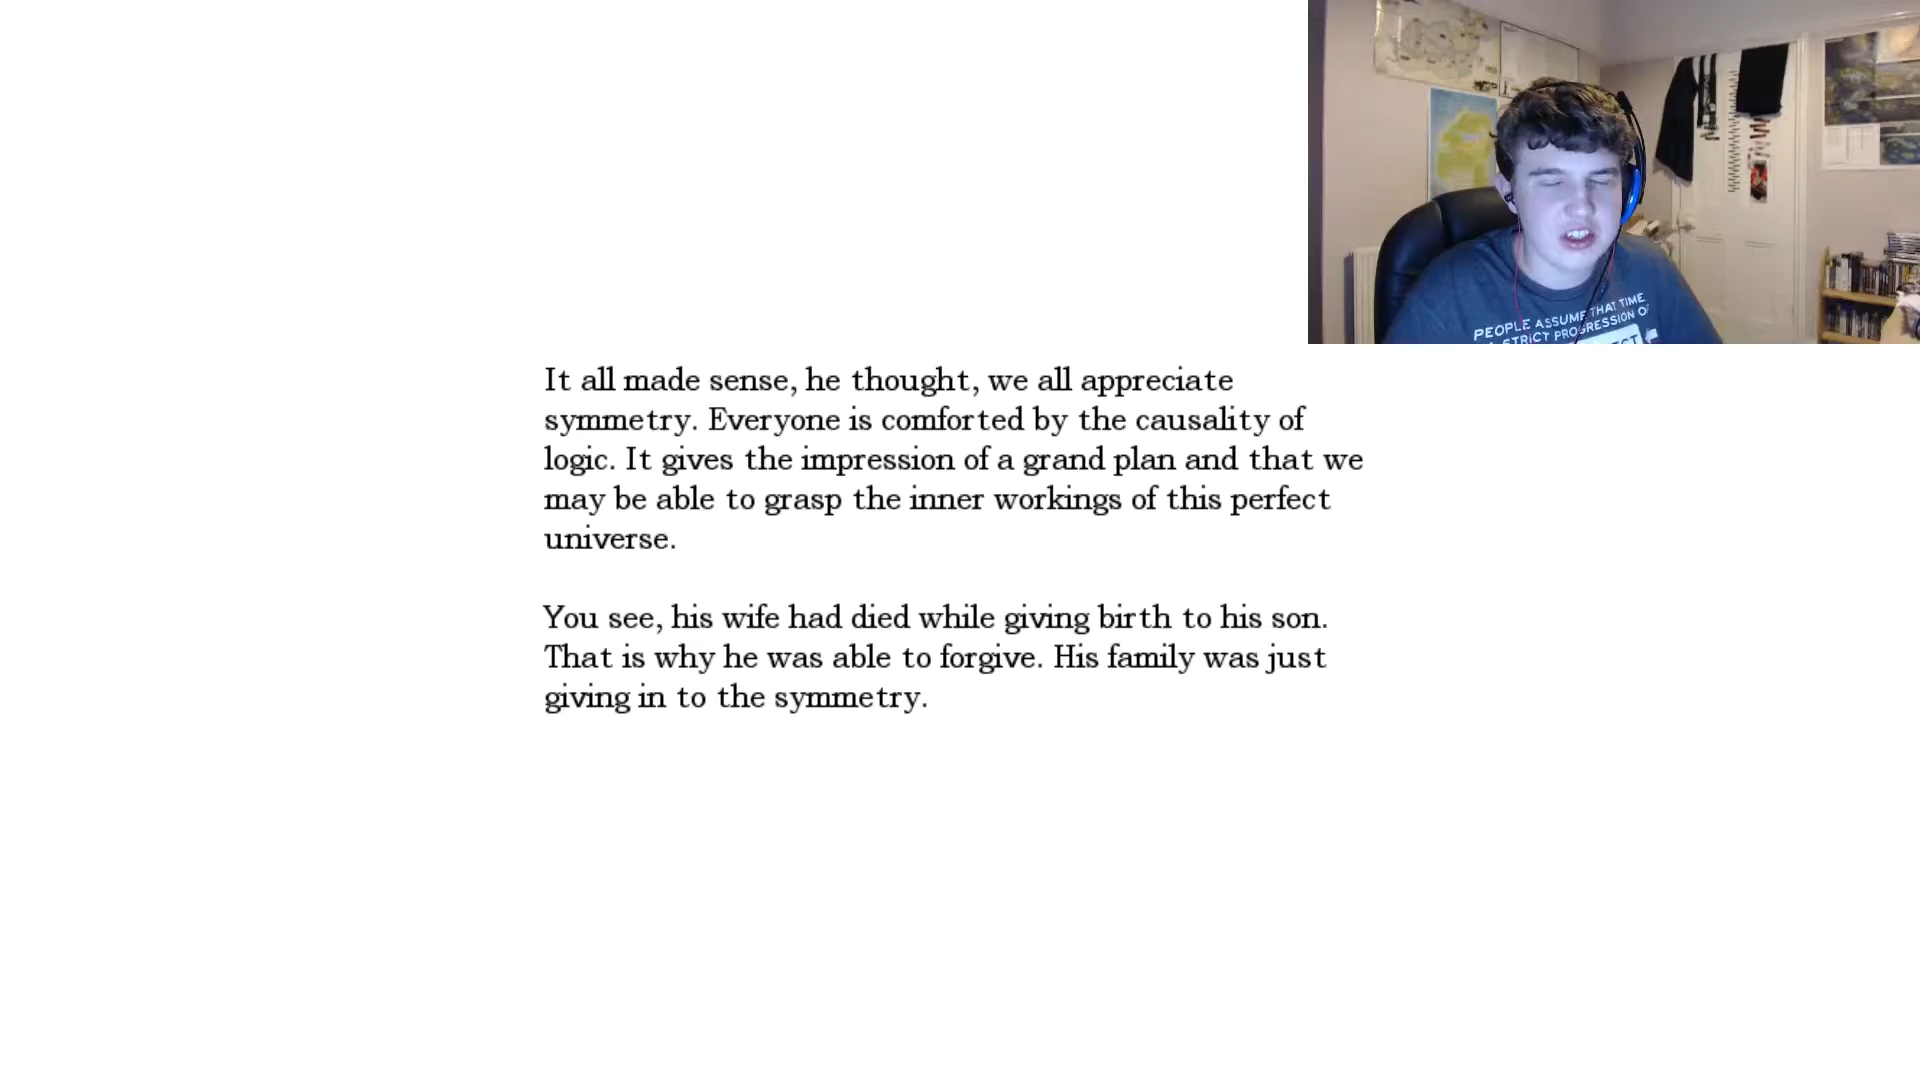 It all made sense, he thought, we all appreciate
symmetry. Everyone is comforted by the causality of
logic. It gives the impression of a grand plan and that we
may be able to grasp the inner workings of this perfect
universe.
You see, his wife had died while giving birth to his son.
That is why he was able to forgive. His family was just
giving in to the symmetry.
PEOPLE ASSUME THAT TIME
STRICT PROGRESSION OF